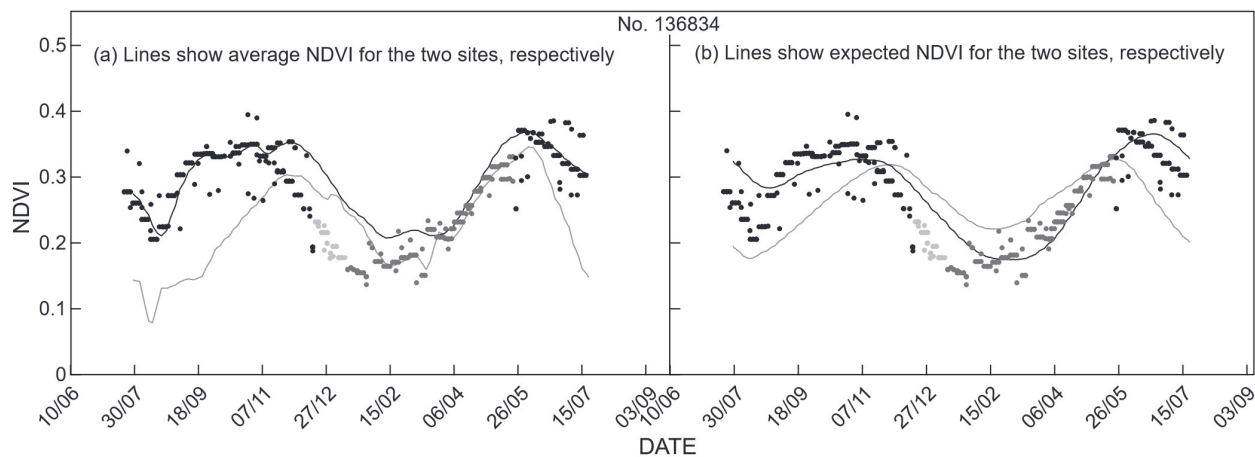 No. 136834
(a) Lines show average NDVI for the two sites, respectively
(b) Lines show expected NDVI for the two sites, respectively
0.5
0.4
0.3
0.2
0.1
0
NDVI
10/06 30/07 18/09 07/11 27/12 15/02 06/04 26/05 15/07 03/09
10/06 30/07 18/09 07/11 27/12 15/02 06/04 26/05 15/07 03/09
DATE